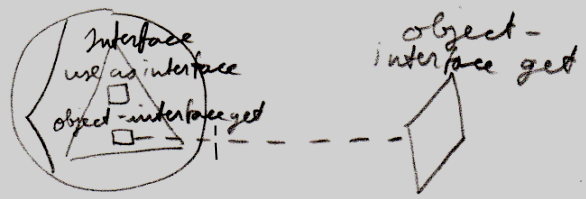 Interface
use as interface
object-interface get
object-
interface get